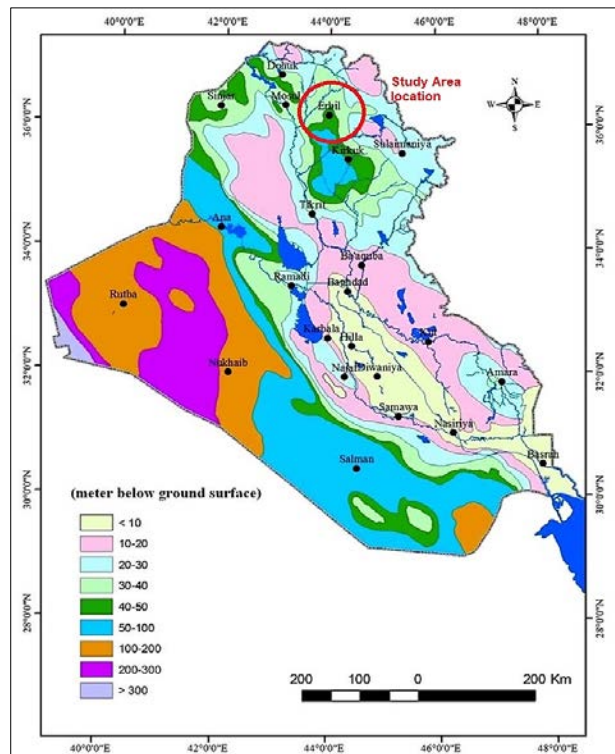 40°0'0"E 42°0'0"E 44°0'0"E 46°0'0"E 48°0'0"E
Dohuk
Study Area
location
N
W E
S
Sinjar
Mosul
Erbil
36°0'0"N
36°0'0"N
Kirkuk
Sulaimaniya
Tikrit
Ana
34°0'0"N
34°0'0"N
Ba'aquba
Ramadi
Baghdad
Rutba
Karbala
Hilla
Kut
32°0'0"N
32°0'0"N
Nukhaib
Najaf
Diwaniya
Amara
Samawa
Nasiriya
Basrah
Salman
30°0'0"N
30°0'0"N
(meter below ground surface)
< 10
10-20
20-30
30-40
40-50
50-100
100-200
200-300
> 300
28°0'0"N
28°0'0"N
200 100 0 200 Km
40°0'0"E 42°0'0"E 44°0'0"E 46°0'0"E 48°0'0"E